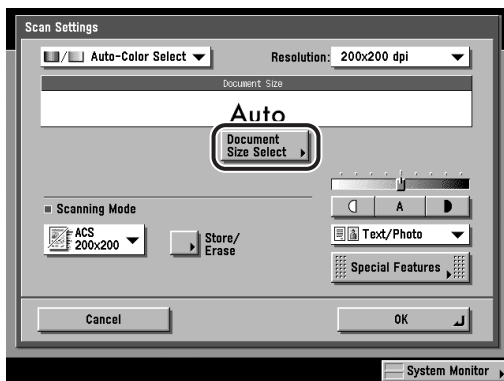 Scan Settings
Auto-Color Select
Resolution: 200x200 dpi
Document Size
Auto
Document
Size Select
Scanning Mode
A
ACS
200x200
Store/
Erase
Text/Photo
Special Features
Cancel
OK
System Monitor